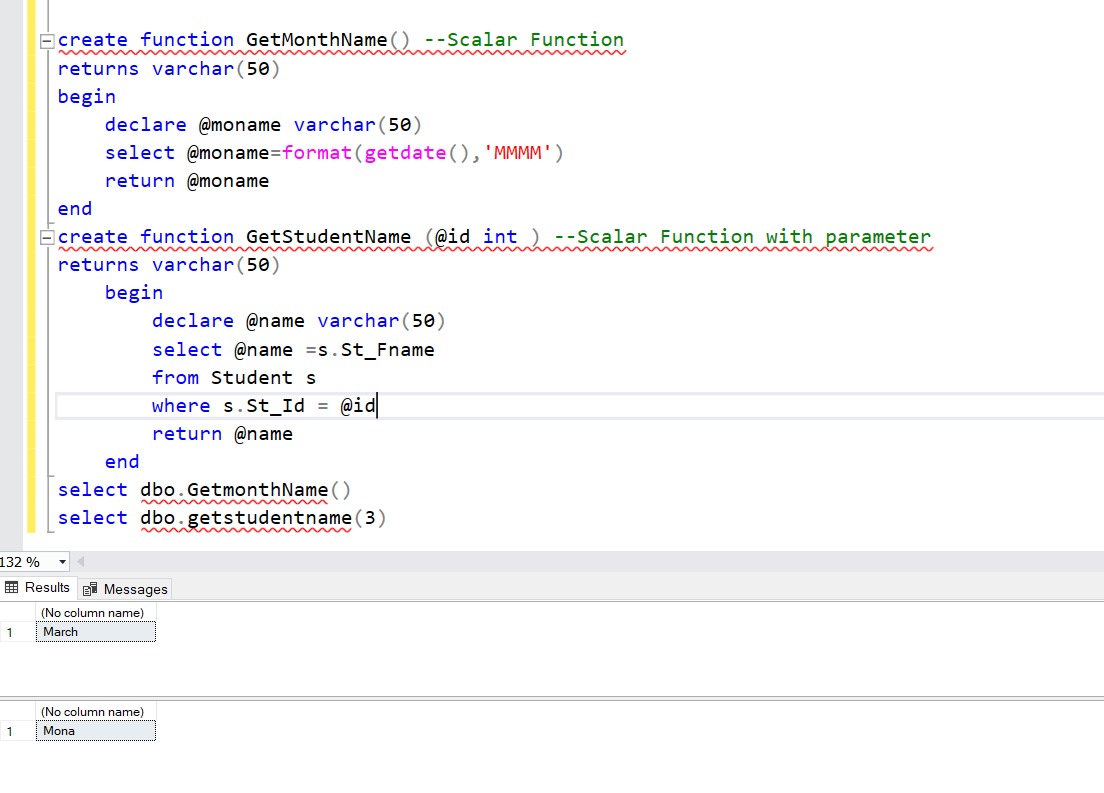 create function GetMonthName() --Scalar Function
returns varchar(50)
begin
    declare @moname varchar(50)
    select @moname=format(getdate(),'MMMM')
    return @moname
end
create function GetStudentName (@id int ) --Scalar Function with parameter
returns varchar(50)
    begin
        declare @name varchar(50)
        select @name =s.St_Fname
        from Student s
        where s.St_Id = @id
        return @name
    end
select dbo.GetmonthName()
select dbo.getstudentname(3)
132 %
Results Messages
(No column name)
1 March
(No column name)
1 Mona